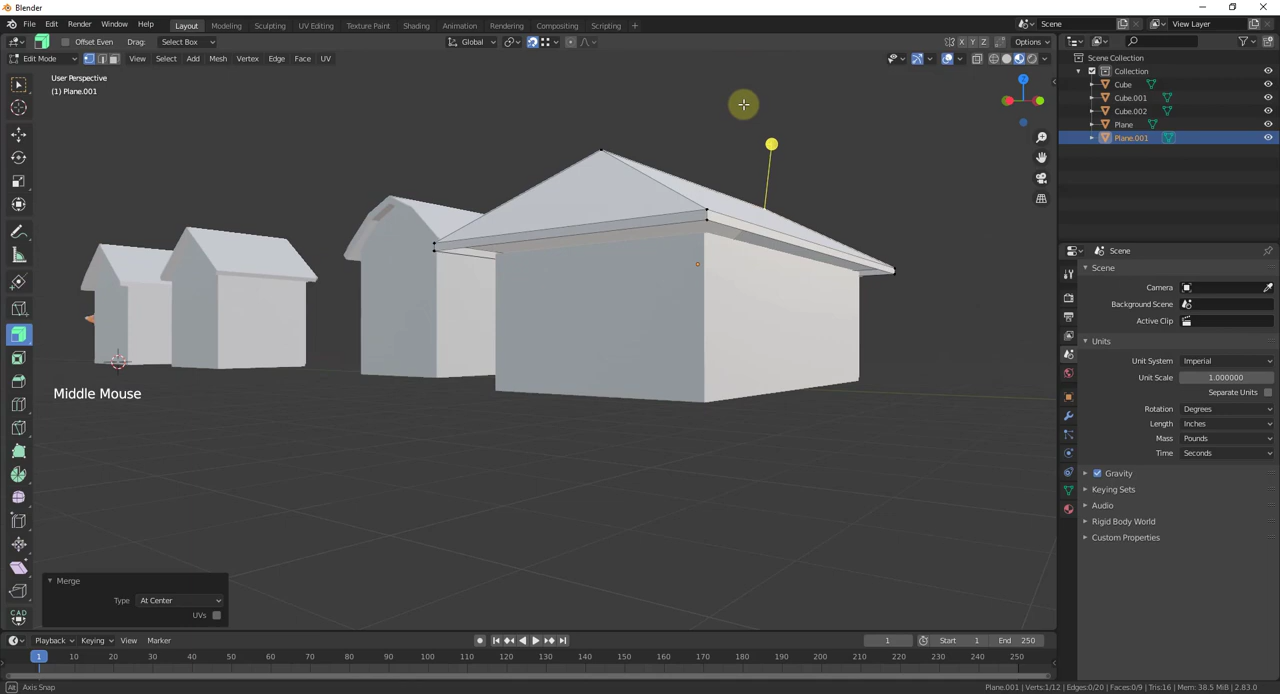 Blender
File Edit Render Window Help
Layout Modeling Sculpting UV Editing Texture Paint Shading Animation Rendering Compositing Scripting +
Scene View Layer
Offset Even Drag: Select Box Global X Y Z Options
Edit Mode View Select Add Mesh Vertex Edge Face UV
User Perspective
(1) Plane.001
Z
Middle Mouse
Merge
Type At Center
UVs
CAD
Scene Collection
Collection
Cube
Cube.001
Cube.002
Plane
Plane.001
Scene
Scene
Camera
Background Scene
Active Clip
Units
Unit System Imperial
Unit Scale 1.000000
Separate Units
Rotation Degrees
Length Inches
Mass Pounds
Time Seconds
Gravity
Keying Sets
Audio
Rigid Body World
Custom Properties
Playback Keying View Marker 1 Start 1 End 250
1 10 20 30 40 50 60 70 80 90 100 110 120 130 140 150 160 170 180 190 200 210 220 230 240 250
Alt Axis Snap Plane.001 | Verts:1/12 | Edges:0/20 | Faces:0/9 | Tris:16 | Mem: 38.5 MiB | 2.83.0